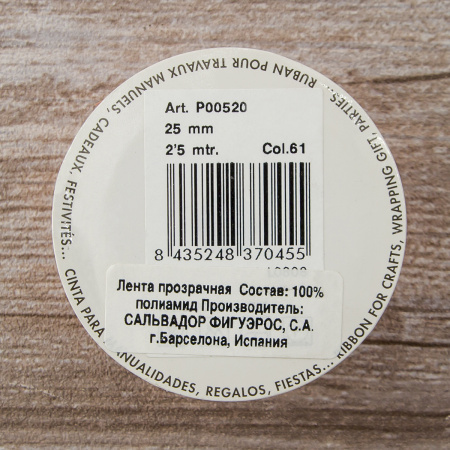 RUBAN POUR TRAVAUX MANUELS, CADEAUX, FESTIVITÉS...
RIBBON FOR CRAFTS, WRAPPING GIFT, PARTIES...
CINTA PARA MANUALIDADES, REGALOS, FIESTAS...
Art. P00520
25 mm
2'5 mtr. Col.61
8 435248 370455
Лента прозрачная Состав: 100%
полиамид Производитель:
САЛЬВАДОР ФИГУЭРОС, С.А.
г.Барселона, Испания